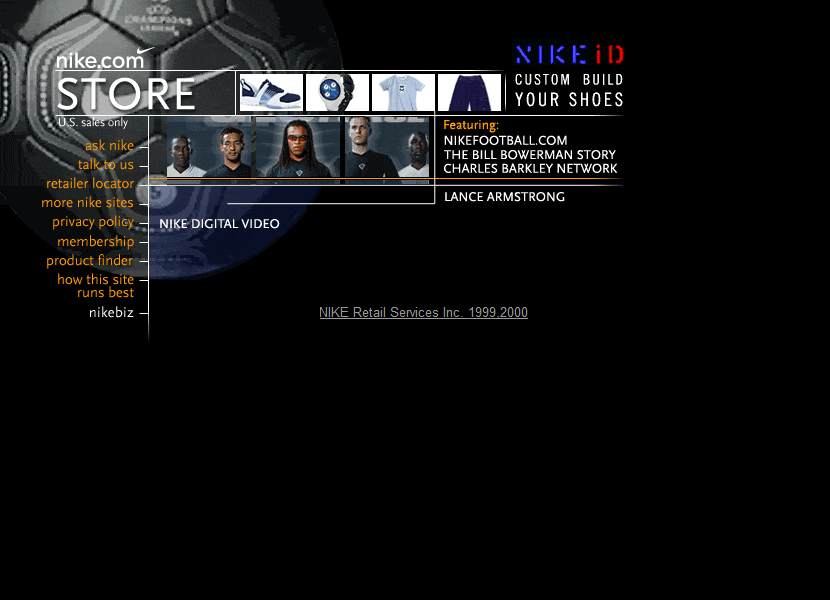 CHAMPIONS
LEAGUE
nike.com
STORE
U.S. sales only
NIKE iD
CUSTOM BUILD
YOUR SHOES
ask nike
talk to us
retailer locator
more nike sites
privacy policy
membership
product finder
how this site
runs best
nikebiz
Featuring:
NIKEFOOTBALL.COM
THE BILL BOWERMAN STORY
CHARLES BARKLEY NETWORK
LANCE ARMSTRONG
NIKE DIGITAL VIDEO
NIKE Retail Services Inc. 1999,2000